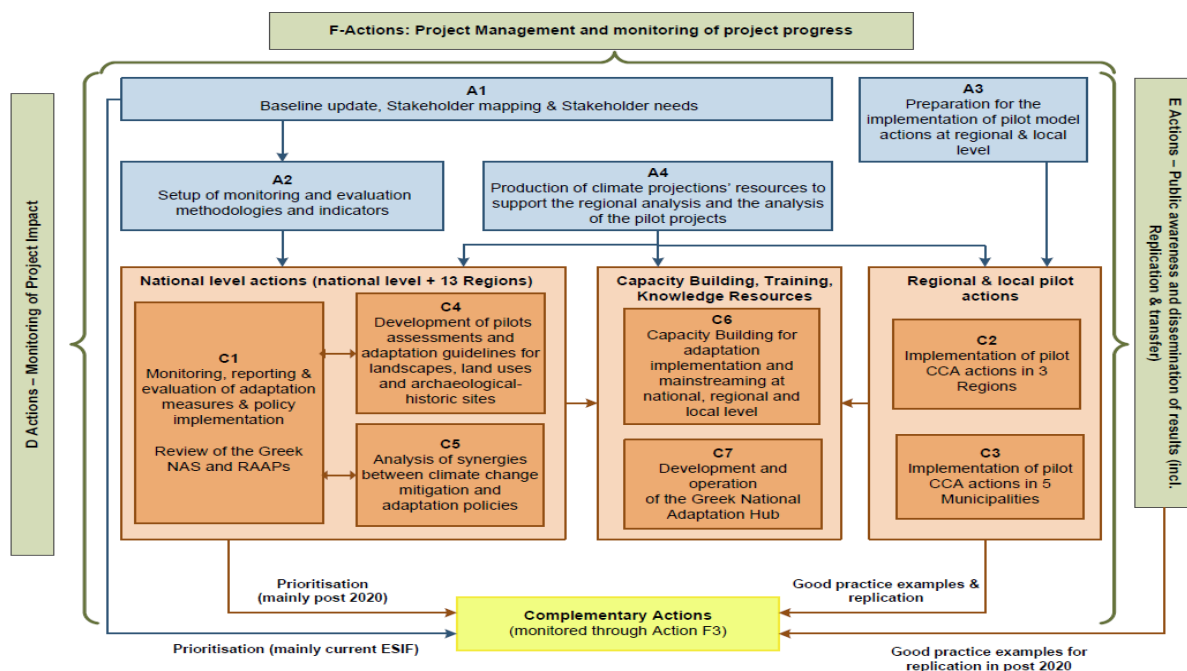 F-Actions: Project Management and monitoring of project progress
D Actions – Monitoring of Project Impact
A1
Baseline update, Stakeholder mapping & Stakeholder needs
A3
Preparation for the
implementation of pilot model
actions at regional & local
level
A2
Setup of monitoring and evaluation
methodologies and indicators
A4
Production of climate projections’ resources to
support the regional analysis and the analysis
of the pilot projects
E Actions – Public awareness and dissemination of results (incl.
Replication & transfer)
National level actions (national level + 13 Regions)
C1
Monitoring, reporting &
evaluation of adaptation
measures & policy
implementation
Review of the Greek
NAS and RAAPs
C4
Development of pilots
assessments and
adaptation guidelines for
landscapes, land uses
and archaeological-
historic sites
C5
Analysis of synergies
between climate change
mitigation and
adaptation policies
Capacity Building, Training,
Knowledge Resources
C6
Capacity Building for
adaptation
implementation and
mainstreaming at
national, regional and
local level
C7
Development and
operation
of the Greek National
Adaptation Hub
Regional & local pilot
actions
C2
Implementation of pilot
CCA actions in 3
Regions
C3
Implementation of pilot
CCA actions in 5
Municipalities
Prioritisation
(mainly post 2020)
Good practice examples &
replication
Complementary Actions
(monitored through Action F3)
Prioritisation (mainly current ESIF)
Good practice examples for
replication in post 2020